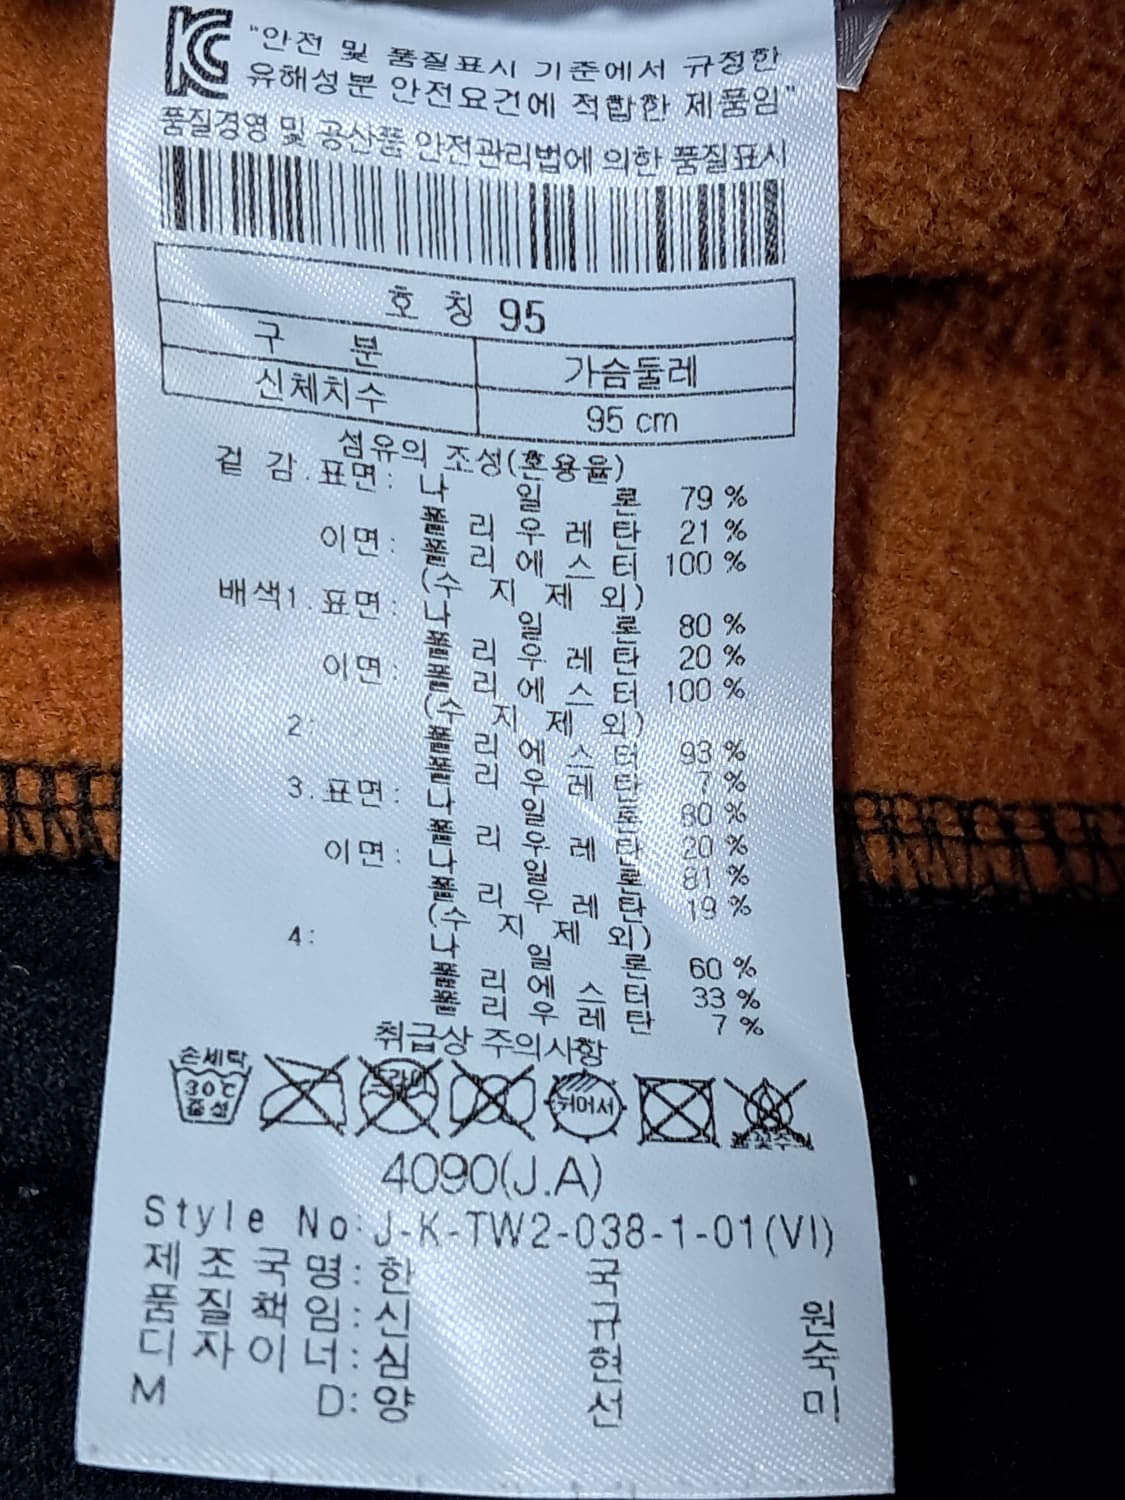 "안전 및 품질표시 기준에서 규정한
유해성분 안전요건에 적합한 제품임"
품질경영 및 공산품 안전관리법에 의한 품질표시
호 칭 95
구 분 가슴둘레
신체치수 95 cm
섬유의 조성(혼용율)
겉 감. 표면: 나 일 론 79 %
폴 리 우 레 탄 21 %
이면: 폴 리 에 스 터 100 %
(수 지 제 외)
배색1. 표면: 나 일 론 80 %
폴 리 우 레 탄 20 %
이면: 폴 리 에 스 터 100 %
(수 지 제 외)
2: 폴 리 에 스 터 93 %
폴 리 우 레 탄 7 %
3. 표면: 나 일 론 80 %
폴 리 우 레 탄 20 %
이면: 나 일 론 81 %
폴 리 우 레 탄 19 %
(수 지 제 외)
4: 나 일 론 60 %
폴 리 에 스 터 33 %
폴 리 우 레 탄 7 %
취급상 주의사항
손세탁
30℃
중성
드라이
뉘어서
4090(J.A)
Style No: J-K-TW2-038-1-01(VI)
제 조 국 명: 한 국
품 질 책 임: 신 규 원
디 자 이 너: 심 현 숙
M D: 양 선 미